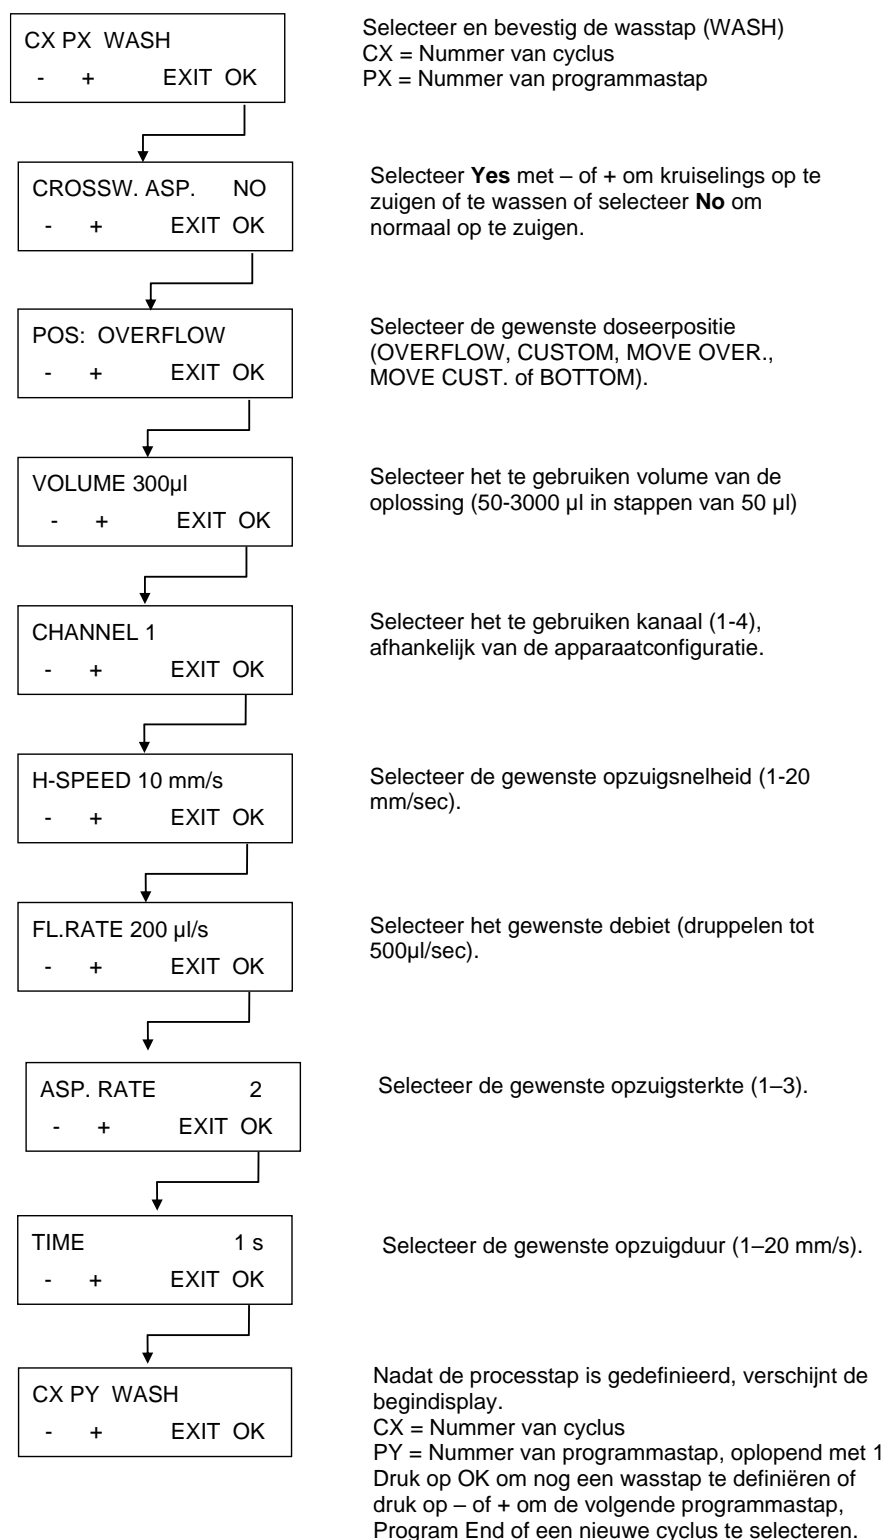 CX PX WASH
- + EXIT OK
Selecteer en bevestig de wasstap (WASH)
CX = Nummer van cyclus
PX = Nummer van programmastap
CROSSW. ASP. NO
- + EXIT OK
Selecteer Yes met – of + om kruiselings op te
zuigen of te wassen of selecteer No om
normaal op te zuigen.
POS: OVERFLOW
- + EXIT OK
Selecteer de gewenste doseerpositie
(OVERFLOW, CUSTOM, MOVE OVER.,
MOVE CUST. of BOTTOM).
VOLUME 300µl
- + EXIT OK
Selecteer het te gebruiken volume van de
oplossing (50-3000 µl in stappen van 50 µl)
CHANNEL 1
- + EXIT OK
Selecteer het te gebruiken kanaal (1-4),
afhankelijk van de apparaatconfiguratie.
H-SPEED 10 mm/s
- + EXIT OK
Selecteer de gewenste opzuigsnelheid (1-20
mm/sec).
FL.RATE 200 µl/s
- + EXIT OK
Selecteer het gewenste debiet (druppelen tot
500µl/sec).
ASP. RATE 2
- + EXIT OK
Selecteer de gewenste opzuigsterkte (1–3).
TIME 1 s
- + EXIT OK
Selecteer de gewenste opzuigduur (1–20 mm/s).
CX PY WASH
- + EXIT OK
Nadat de processtap is gedefinieerd, verschijnt de
begindisplay.
CX = Nummer van cyclus
PY = Nummer van programmastap, oplopend met 1
Druk op OK om nog een wasstap te definiëren of
druk op – of + om de volgende programmastap,
Program End of een nieuwe cyclus te selecteren.